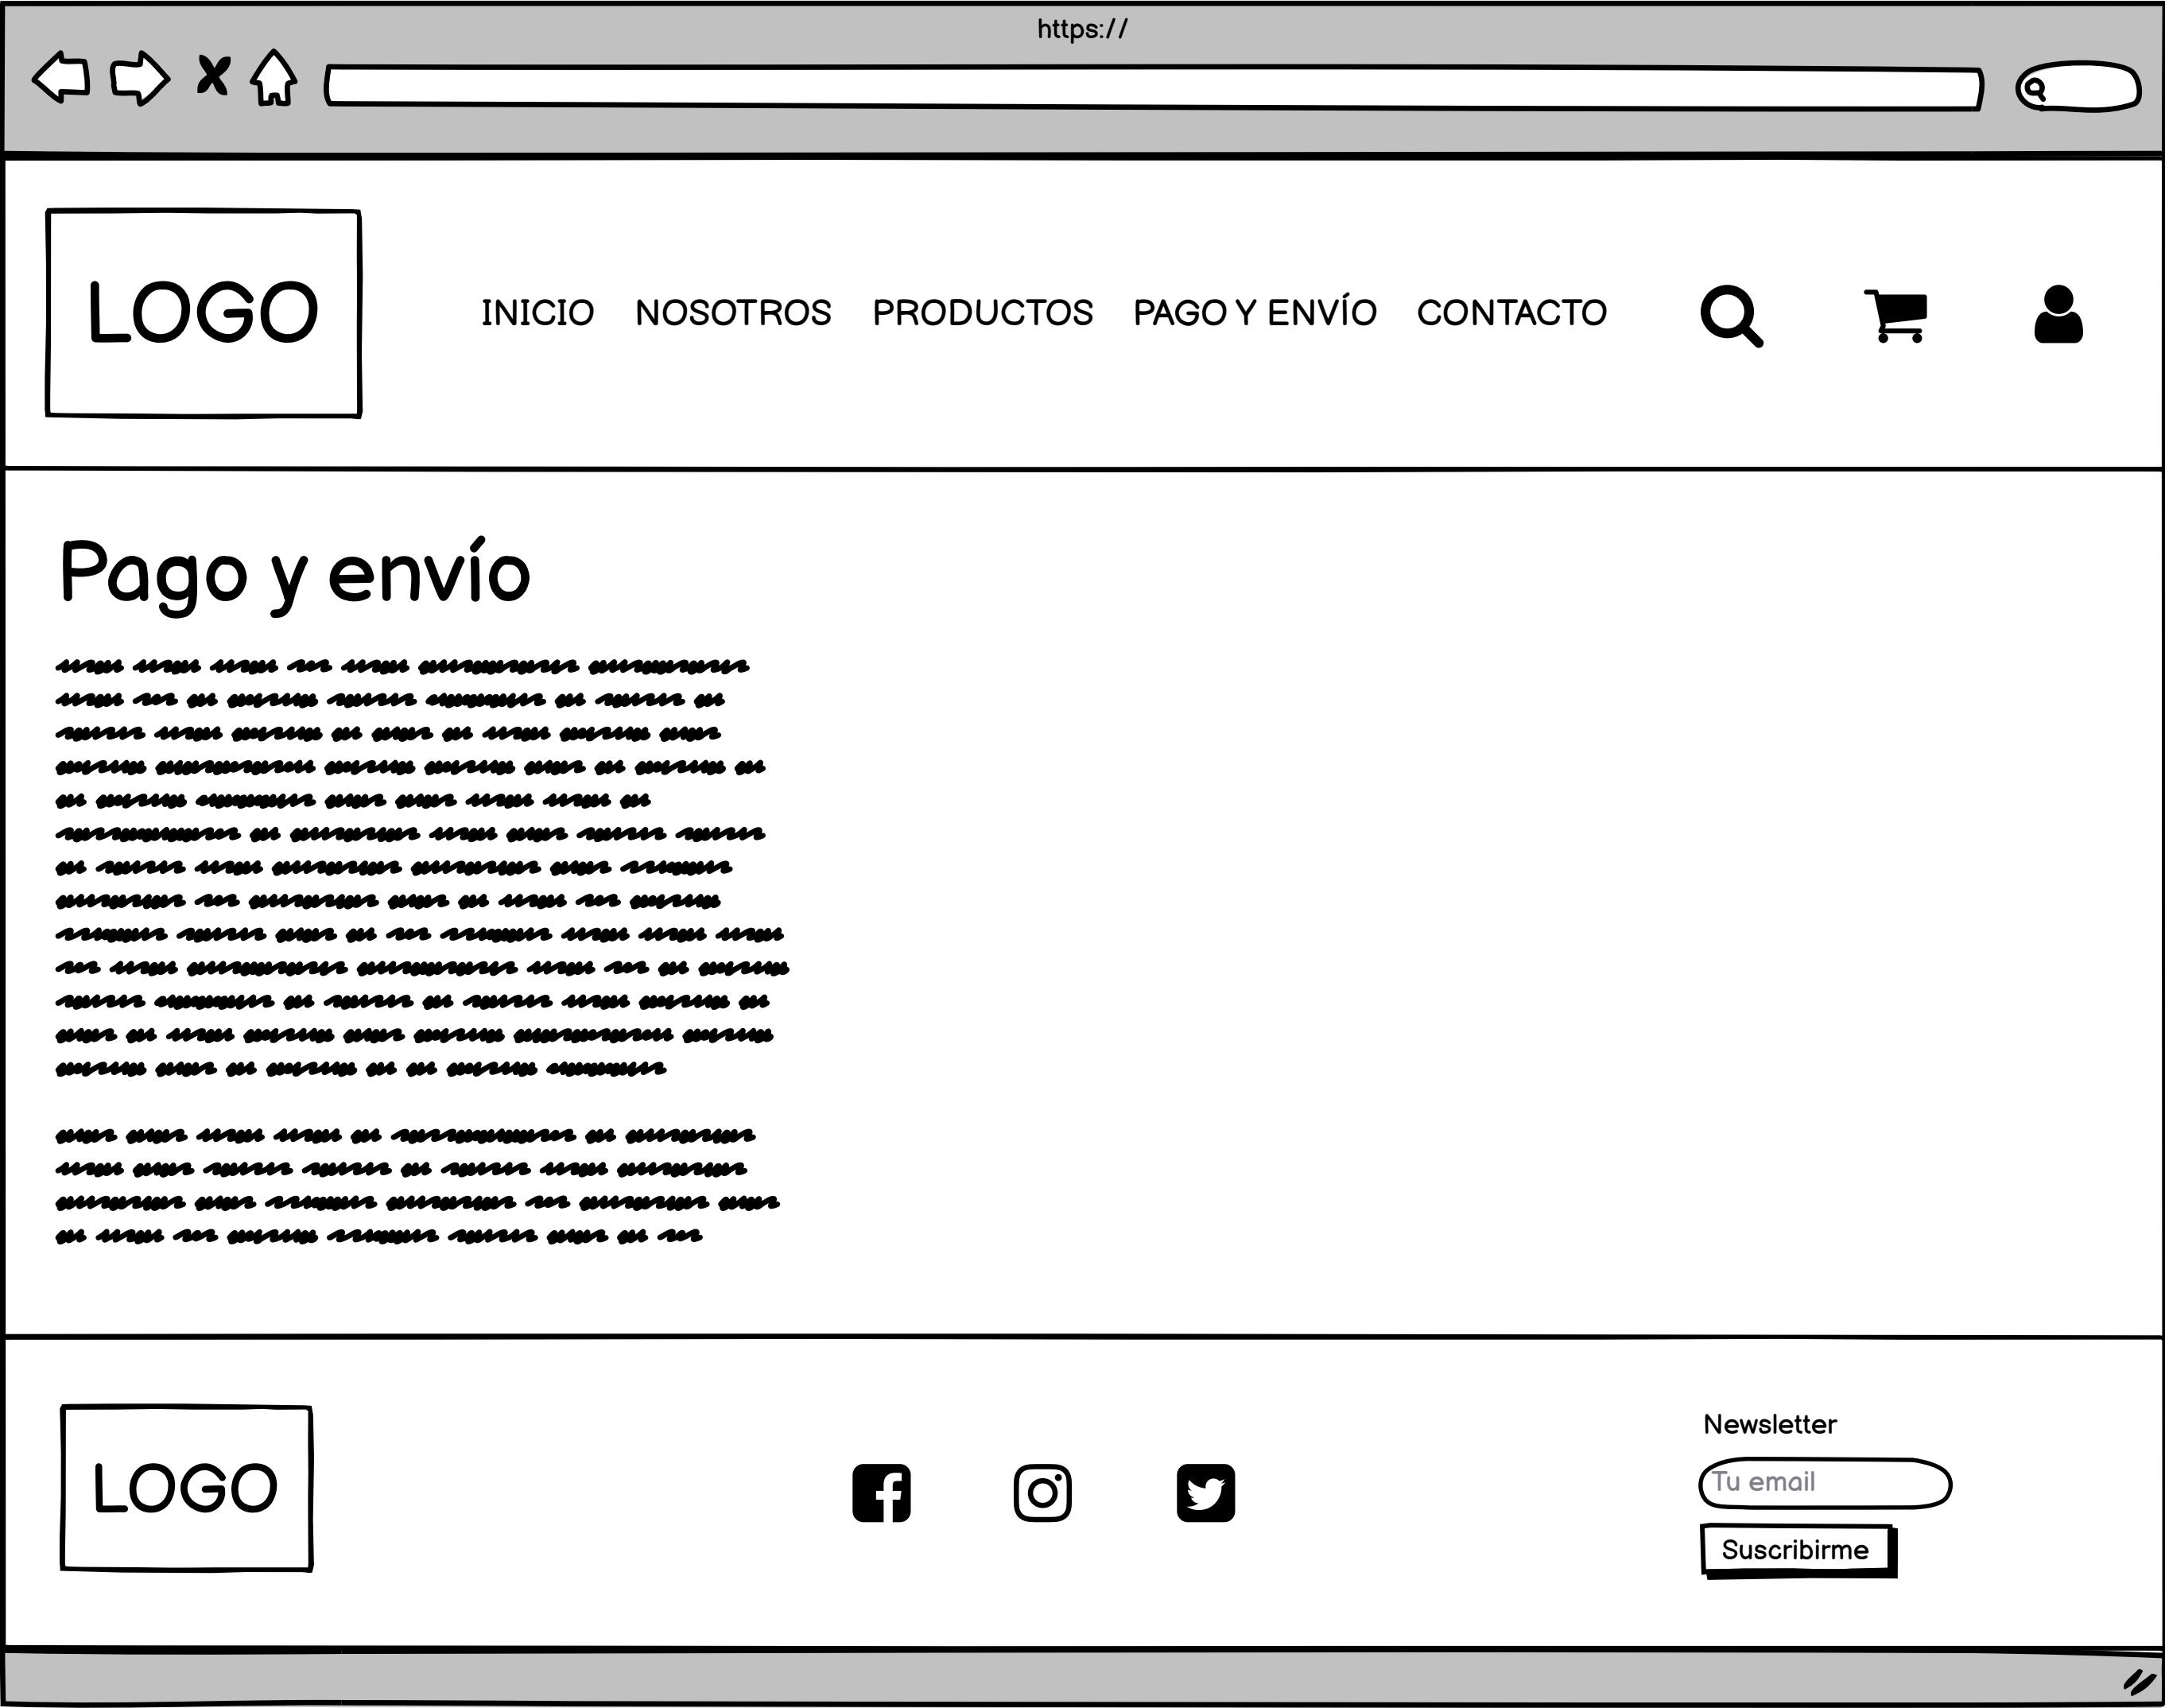 https://
LOGO
INICIO NOSOTROS PRODUCTOS PAGO Y ENVÍO CONTACTO
Pago y envío
LOGO
Newsletter
Tu email
Suscribirme